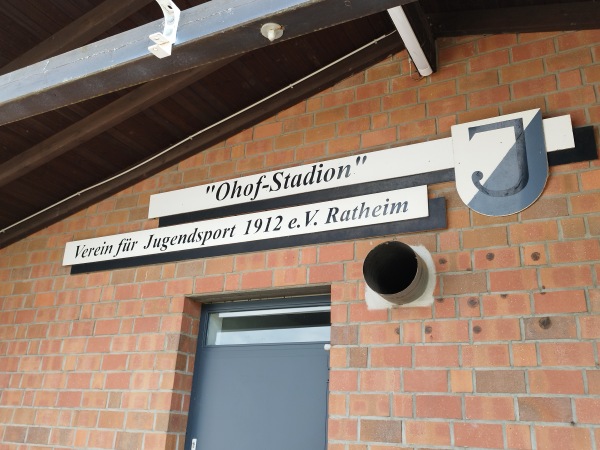 "Ohof-Stadion"
Verein für Jugendsport 1912 e.V. Ratheim
J